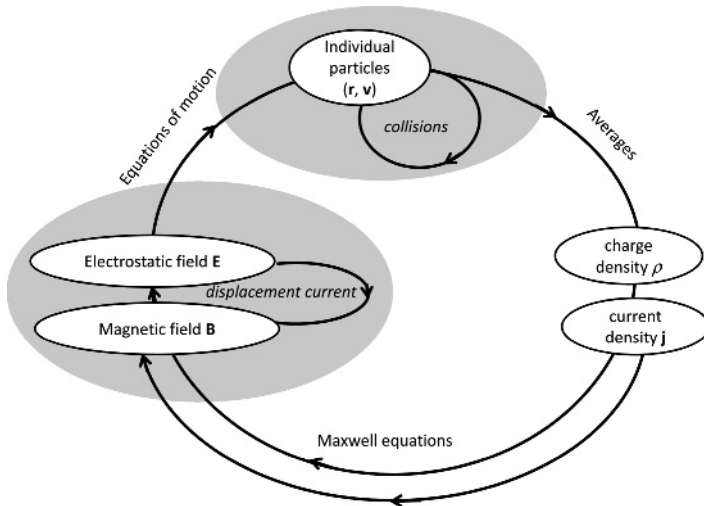 Individual
particles
(r, v)
collisions
Equations of motion
Averages
Electrostatic field E
displacement current
Magnetic field B
charge
density ρ
current
density j
Maxwell equations